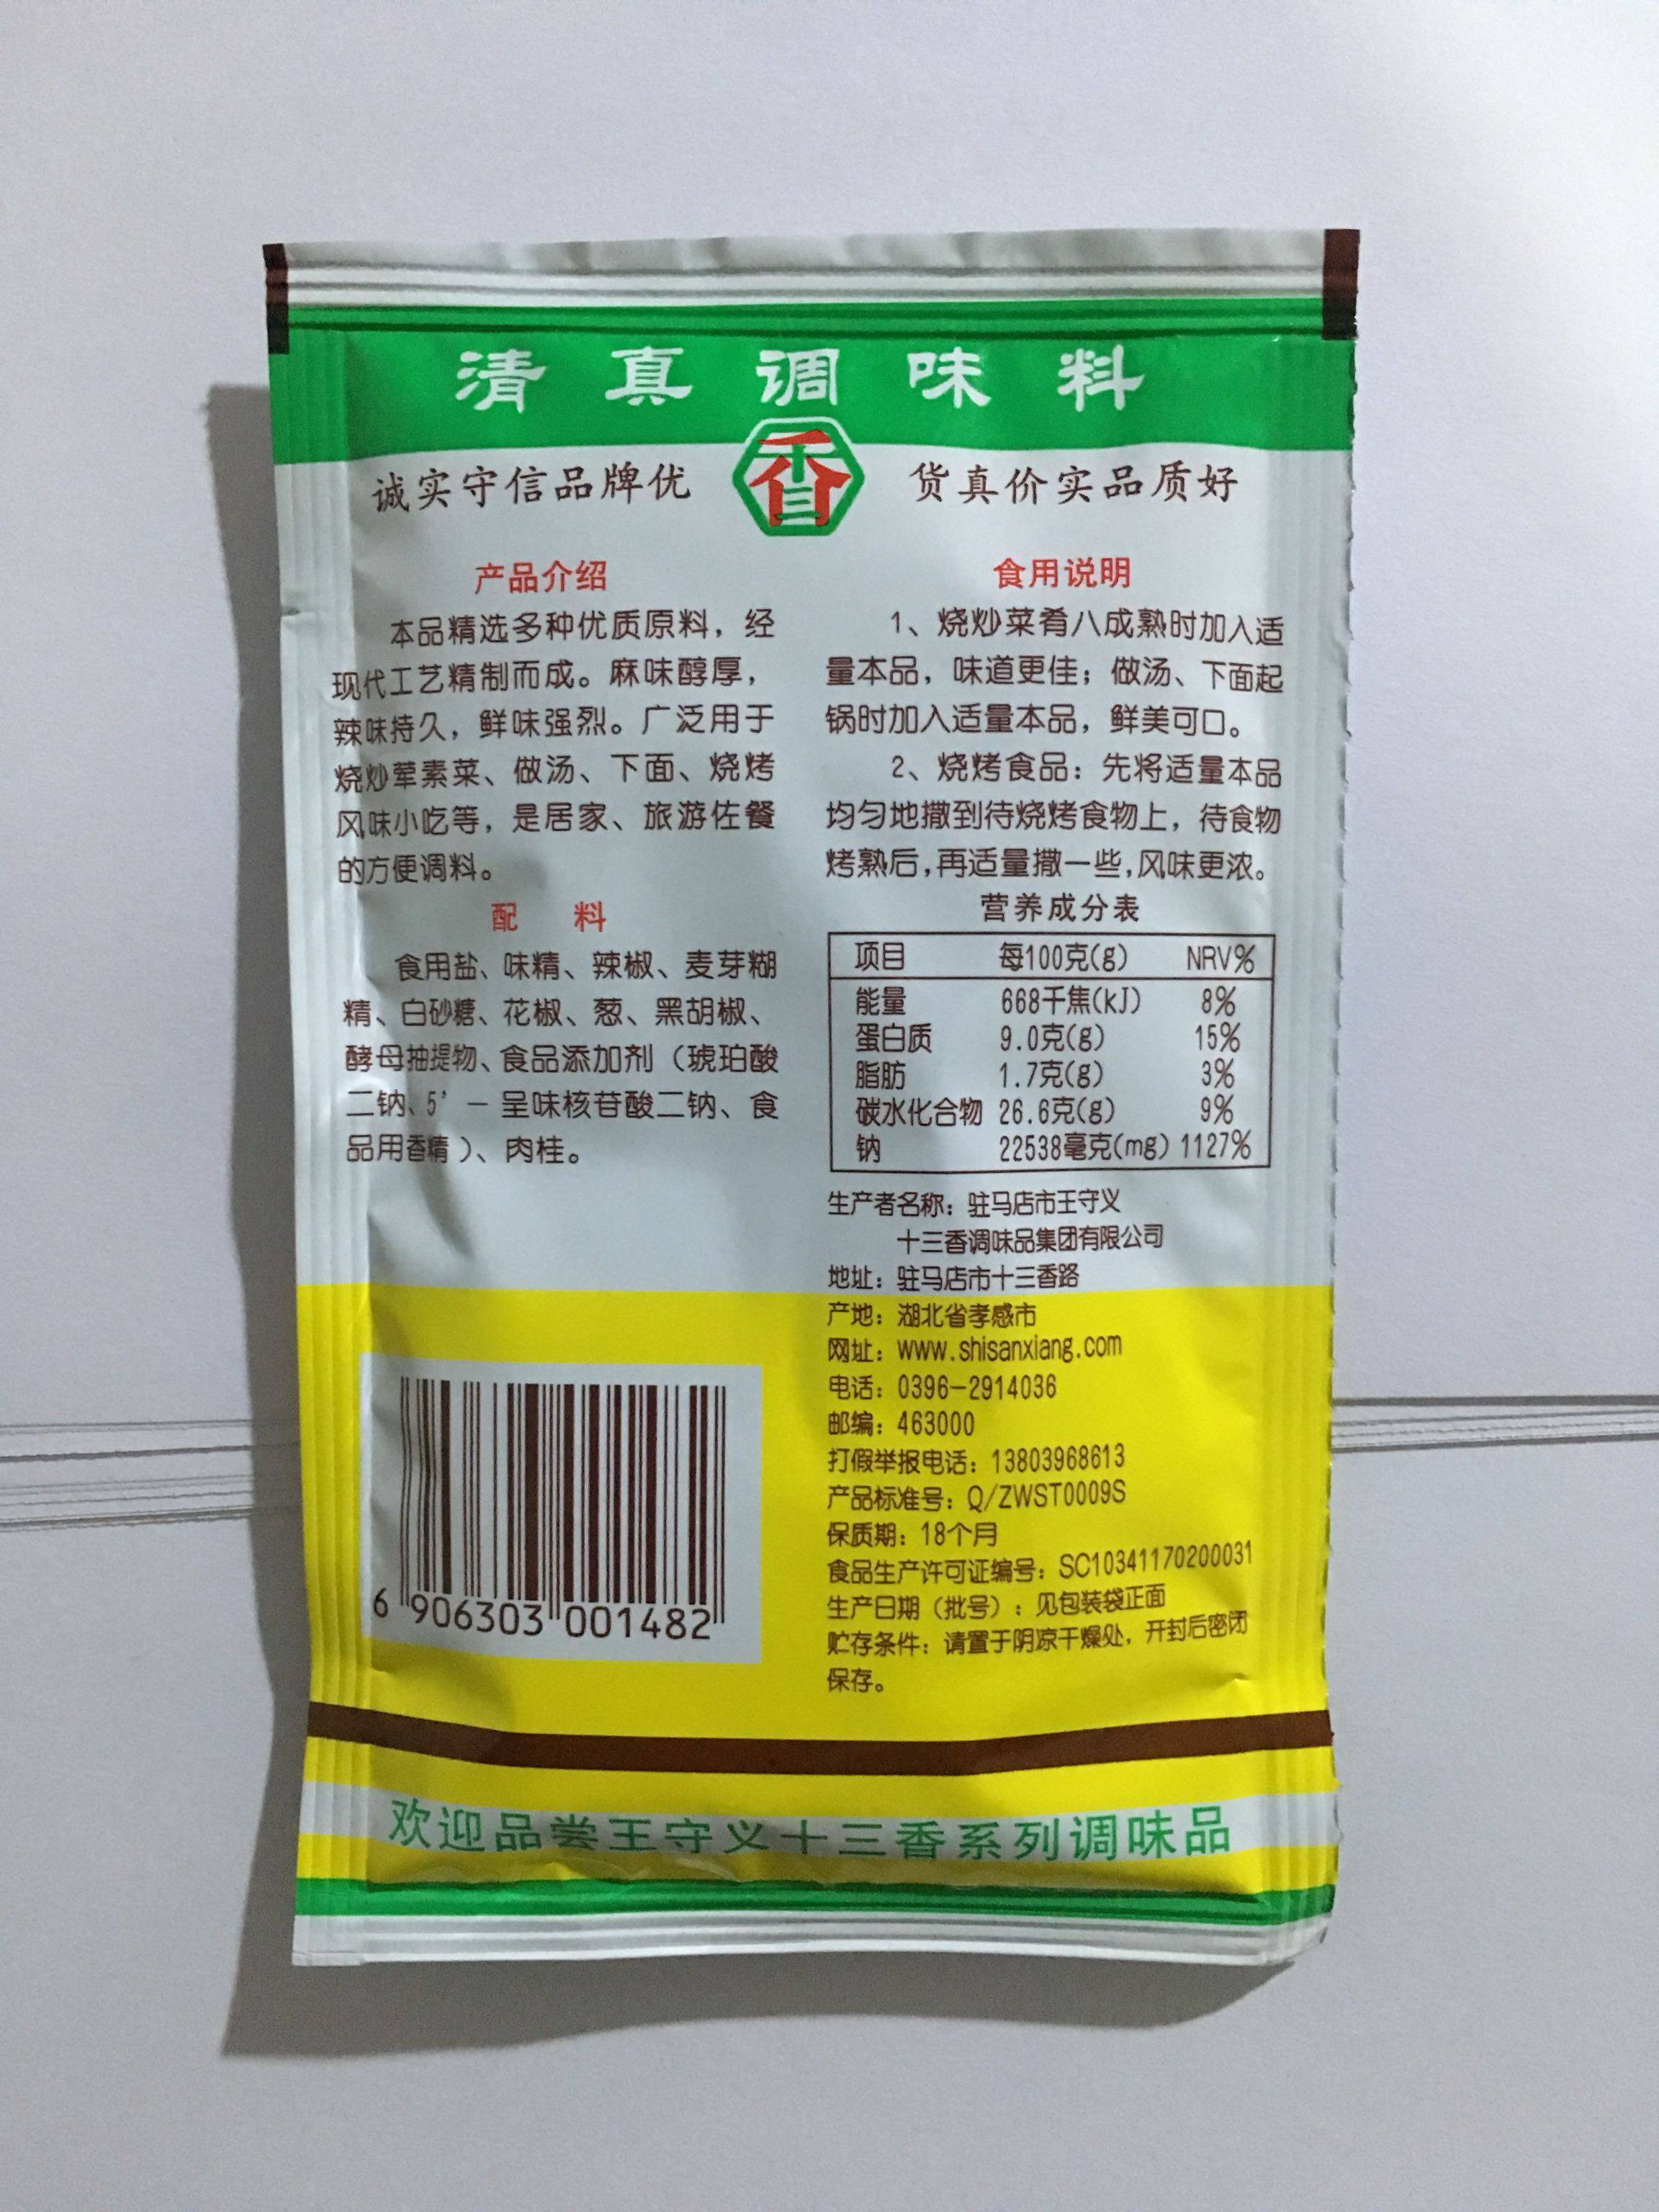 清真调味料
诚实守信品牌优
香
货真价实品质好
产品介绍
本品精选多种优质原料，经
现代工艺精制而成。麻味醇厚，
辣味持久，鲜味强烈。广泛用于
烧炒荤素菜、做汤、下面、烧烤
风味小吃等，是居家、旅游佐餐
的方便调料。
配 料
食用盐、味精、辣椒、麦芽糊
精、白砂糖、花椒、葱、黑胡椒、
酵母抽提物、食品添加剂（琥珀酸
二钠、5'－呈味核苷酸二钠、食
品用香精）、肉桂。
6 906303 001482
食用说明
1、烧炒菜肴八成熟时加入适
量本品，味道更佳；做汤、下面起
锅时加入适量本品，鲜美可口。
2、烧烤食品：先将适量本品
均匀地撒到待烧烤食物上，待食物
烤熟后,再适量撒一些,风味更浓。
营养成分表
项目 每100克(g) NRV%
能量 668千焦(kJ) 8%
蛋白质 9.0克(g) 15%
脂肪 1.7克(g) 3%
碳水化合物 26.6克(g) 9%
钠 22538毫克(mg) 1127%
生产者名称：驻马店市王守义
十三香调味品集团有限公司
地址：驻马店市十三香路
产地：湖北省孝感市
网址：www.shisanxiang.com
电话：0396-2914036
邮编：463000
打假举报电话：13803968613
产品标准号：Q/ZWST0009S
保质期：18个月
食品生产许可证编号：SC10341170200031
生产日期（批号）：见包装袋正面
贮存条件：请置于阴凉干燥处，开封后密闭
保存。
欢迎品尝王守义十三香系列调味品